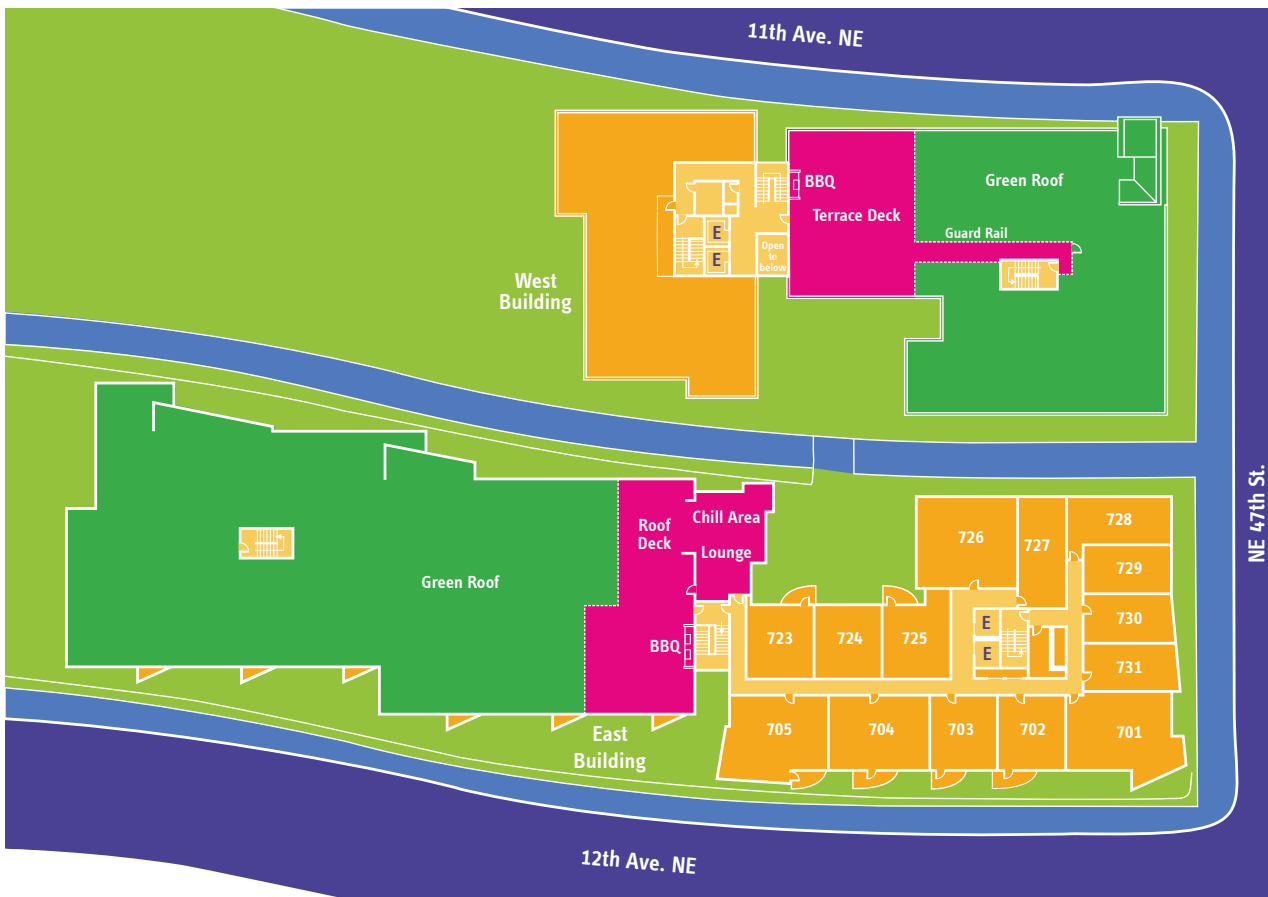 11th Ave. NE
BBQ
Green Roof
Terrace Deck
Guard Rail
E
E
Open
to
below
West
Building
NE 47th St.
Roof
Deck
Chill Area
Lounge
Green Roof
BBQ
726
727
728
729
730
731
723
724
725
E
E
705
704
703
702
701
East
Building
12th Ave. NE